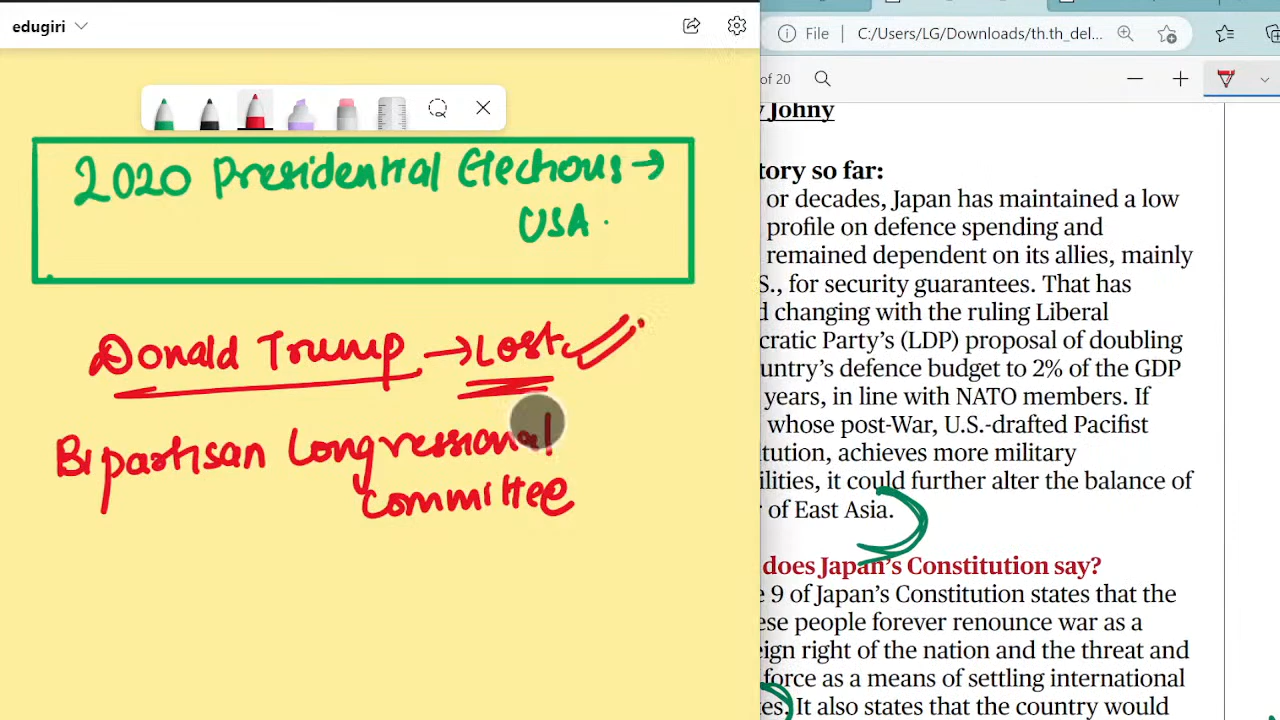 edugiri
2020 Presidential Elections →
USA.
Donald Trump → Lost
Bipartisan Congressional
committee
File C:/Users/LG/Downloads/th.th_del...
of 20
y Johny
tory so far:
or decades, Japan has maintained a low
profile on defence spending and
remained dependent on its allies, mainly
S., for security guarantees. That has
d changing with the ruling Liberal
cratic Party's (LDP) proposal of doubling
untry's defence budget to 2% of the GDP
years, in line with NATO members. If
whose post-War, U.S.-drafted Pacifist
itution, achieves more military
ilities, it could further alter the balance of
of East Asia.
does Japan's Constitution say?
e 9 of Japan's Constitution states that the
ese people forever renounce war as a
eign right of the nation and the threat and
force as a means of settling international
es. It also states that the country would